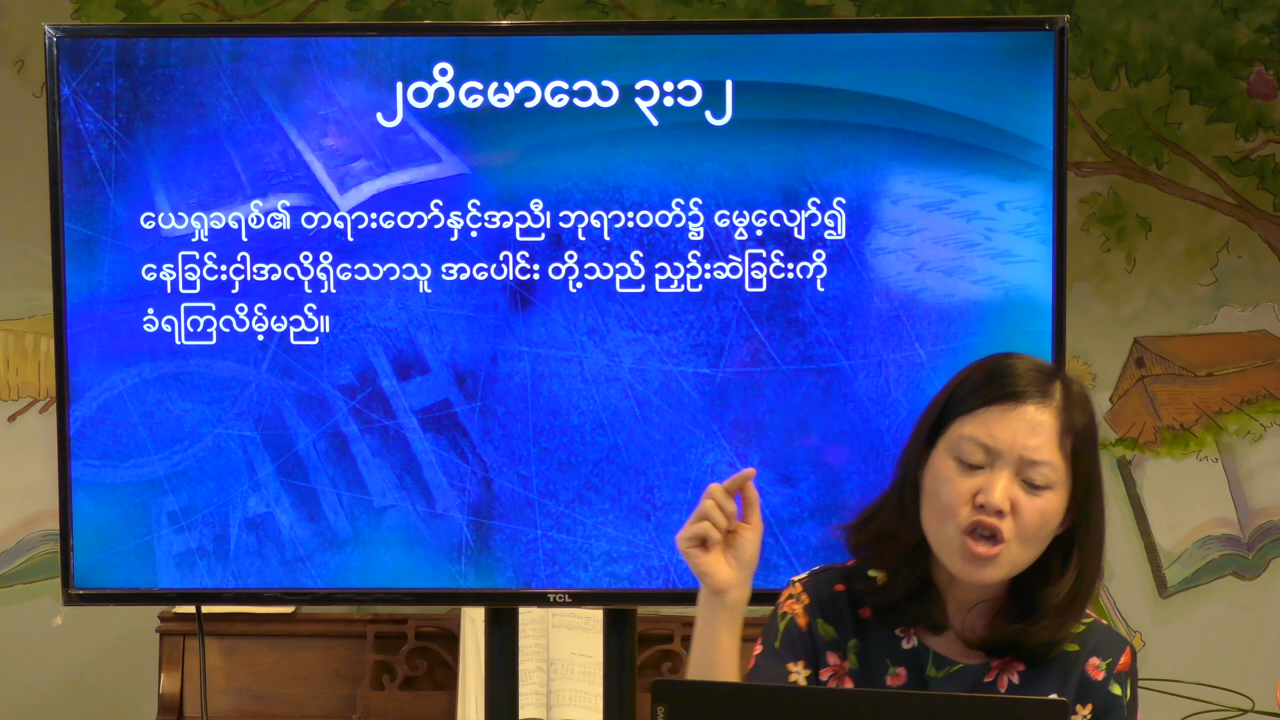 ၂တိမောသေ ၃း၁၂
ယေရှုခရစ်၏ တရားတော်နှင့်အညီ၊ ဘုရားဝတ်၌ မွေ့လျော်၍
နေခြင်းငှါအလိုရှိသောသူ အပေါင်း တို့သည် ညှဉ်းဆဲခြင်းကို
ခံရကြလိမ့်မည်။
TCL